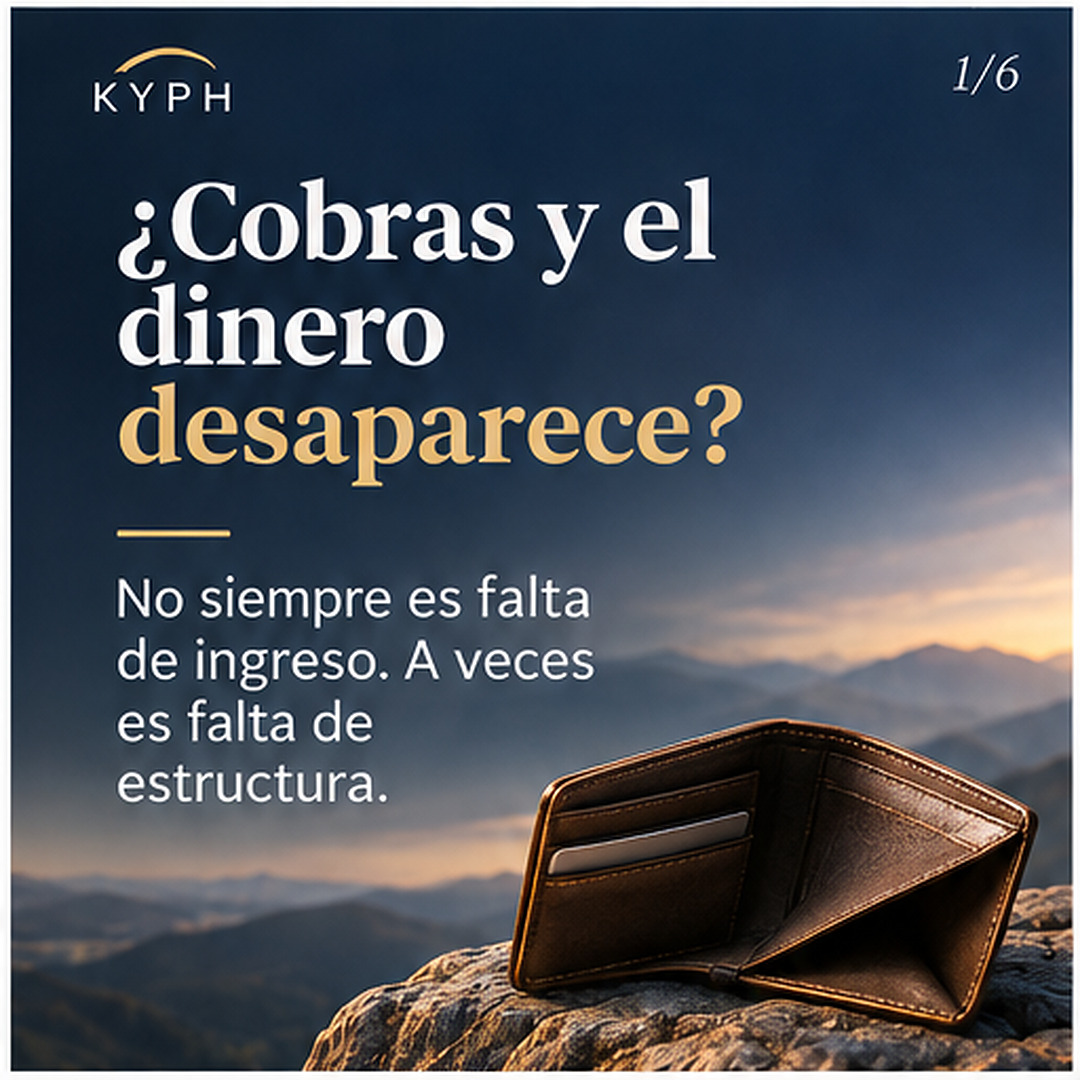 KYPH
1/6
¿Cobras y el
dinero
desaparece?
No siempre es falta
de ingreso. A veces
es falta de
estructura.